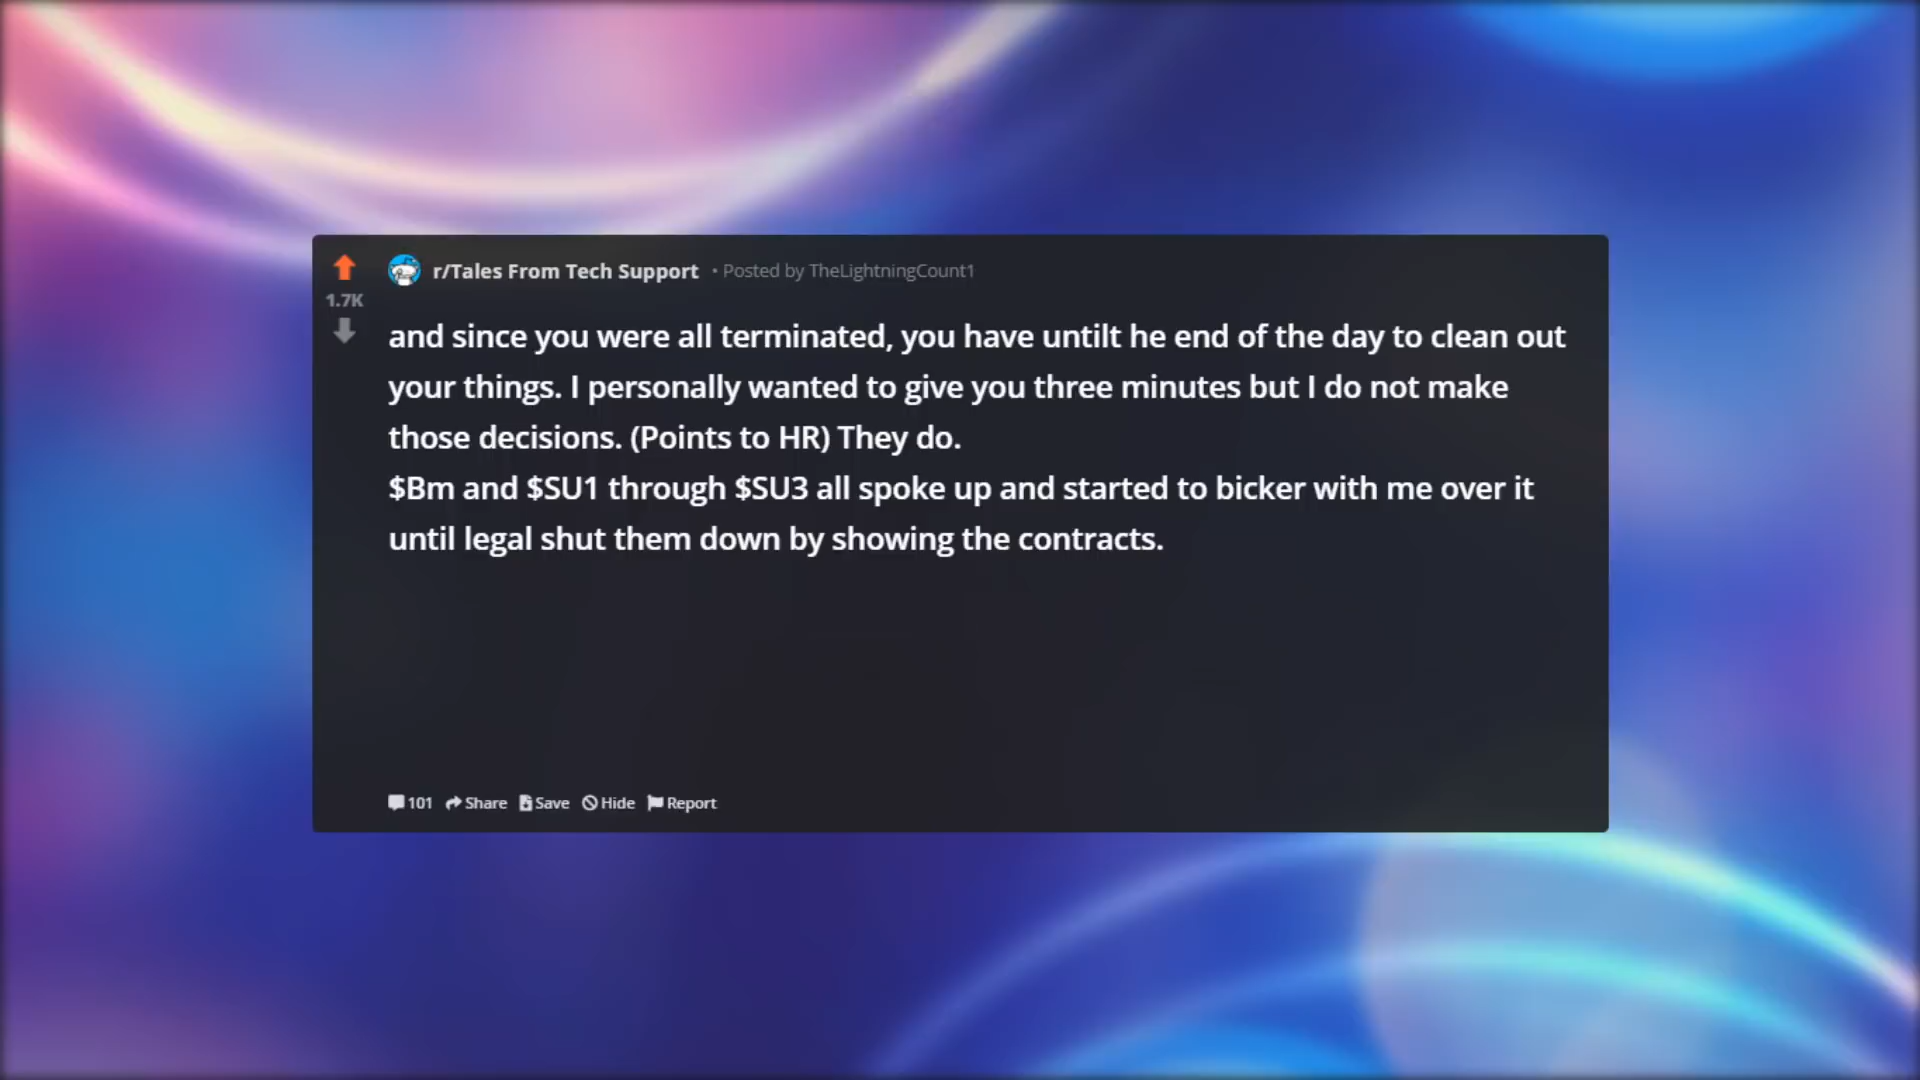 r/Tales From Tech Support • Posted by TheLightningCount1
1.7K
and since you were all terminated, you have untilt he end of the day to clean out
your things. I personally wanted to give you three minutes but I do not make
those decisions. (Points to HR) They do.
$Bm and $SU1 through $SU3 all spoke up and started to bicker with me over it
until legal shut them down by showing the contracts.
101 Share Save Hide Report